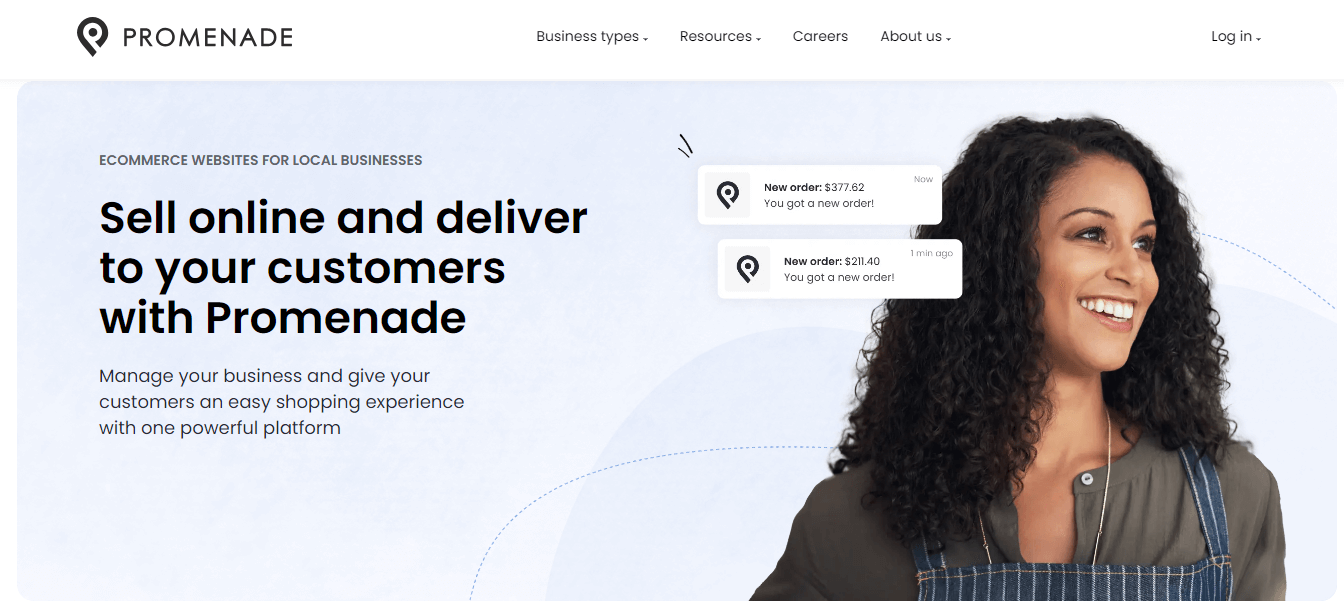 PROMENADE
Business types
Resources
Careers
About us
Log in
ECOMMERCE WEBSITES FOR LOCAL BUSINESSES
Sell online and deliver
to your customers
with Promenade
Manage your business and give your
customers an easy shopping experience
with one powerful platform
Now
New order: $377.62
You got a new order!
1 min ago
New order: $211.40
You got a new order!